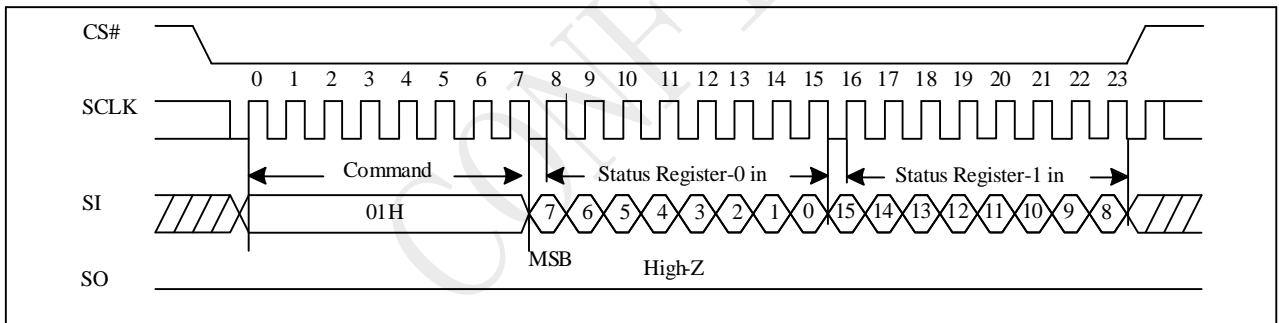 CS#
0 1 2 3 4 5 6 7 8 9 10 11 12 13 14 15 16 17 18 19 20 21 22 23
SCLK
Command
Status Register-0 in
Status Register-1 in
SI
01H
7 6 5 4 3 2 1 0 15 14 13 12 11 10 9 8
MSB
High-Z
SO